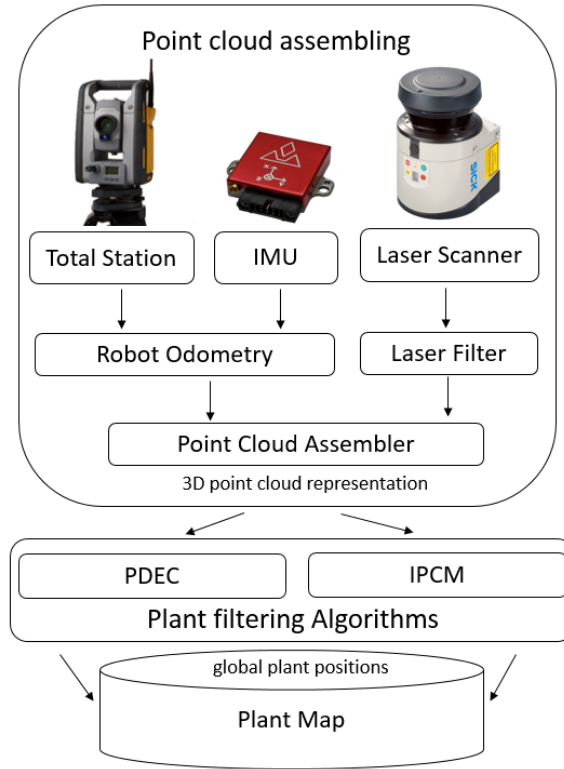 Point cloud assembling
SICK
Total Station
IMU
Laser Scanner
Robot Odometry
Laser Filter
Point Cloud Assembler
3D point cloud representation
PDEC
IPCM
Plant filtering Algorithms
global plant positions
Plant Map